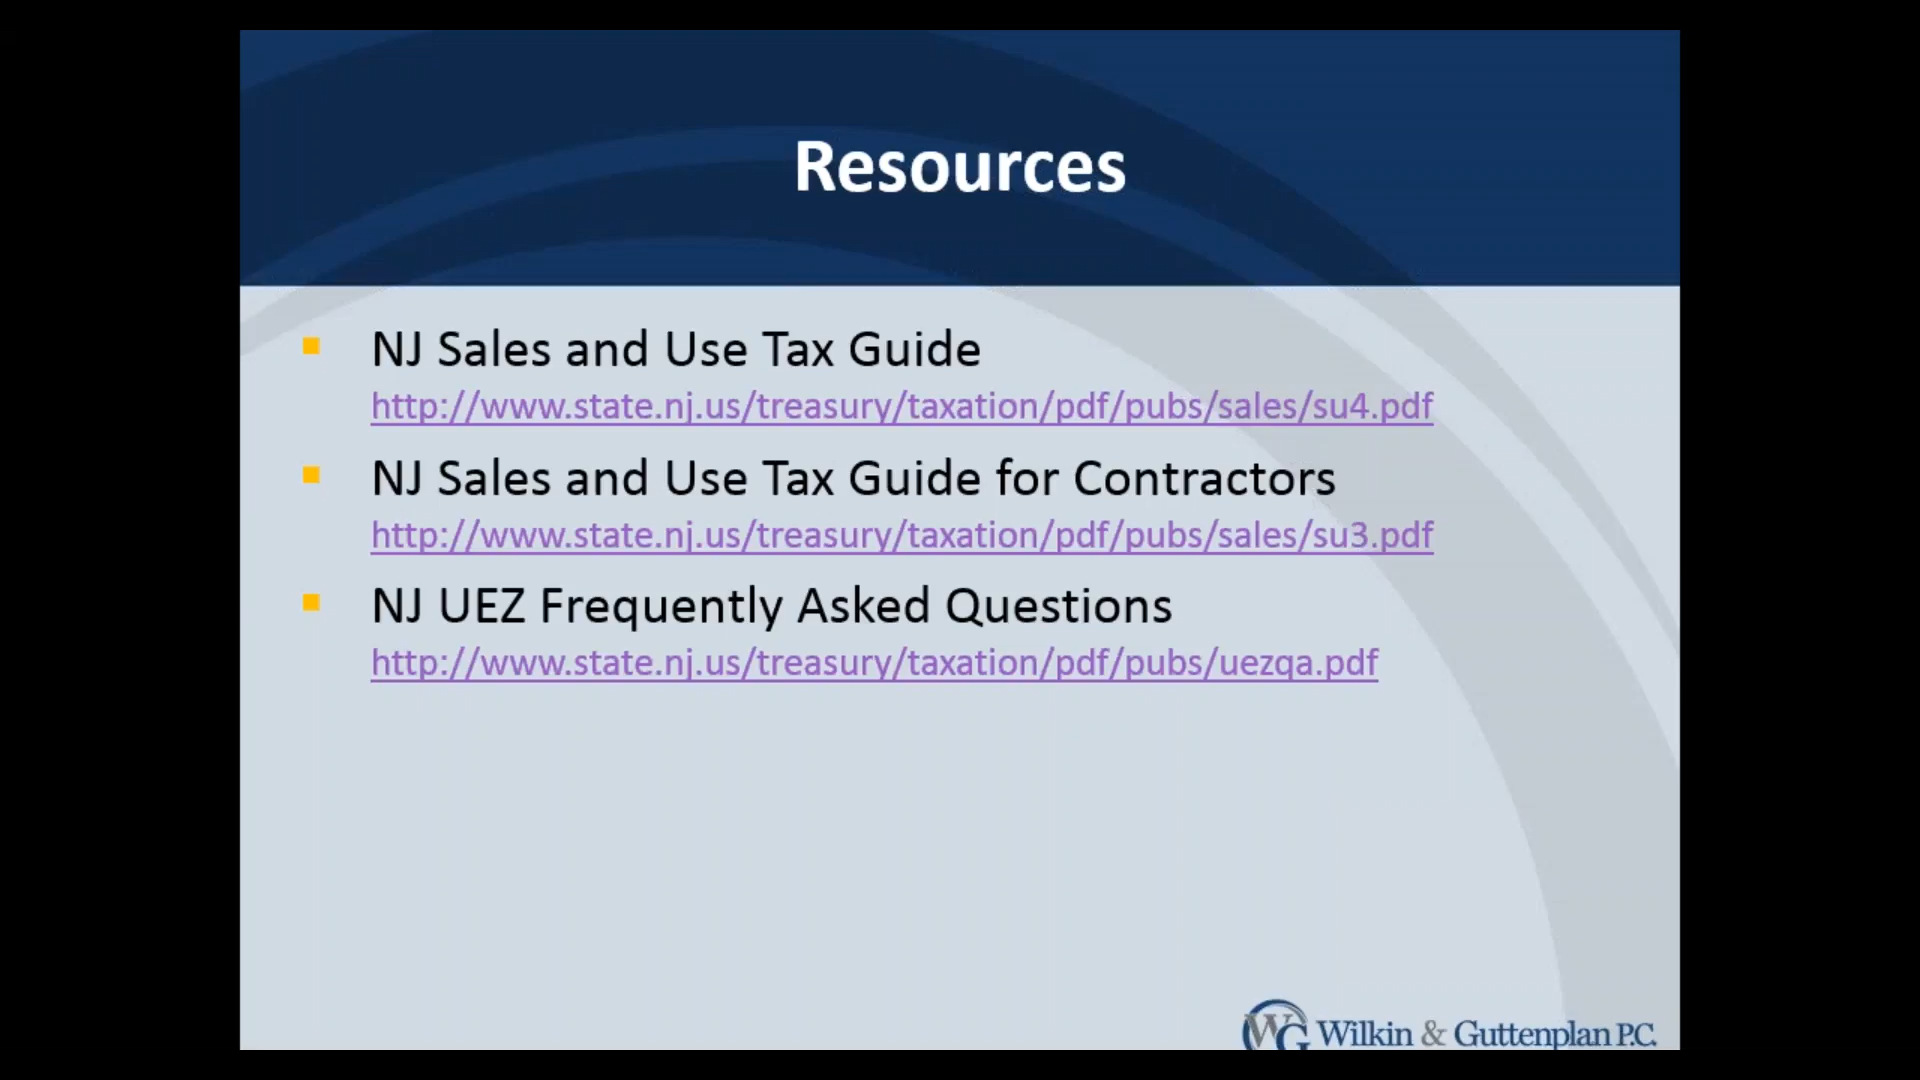 Resources
NJ Sales and Use Tax Guide
http://www.state.nj.us/treasury/taxation/pdf/pubs/sales/su4.pdf
NJ Sales and Use Tax Guide for Contractors
http://www.state.nj.us/treasury/taxation/pdf/pubs/sales/su3.pdf
NJ UEZ Frequently Asked Questions
http://www.state.nj.us/treasury/taxation/pdf/pubs/uezqa.pdf
WG Wilkin & Guttenplan P.C.